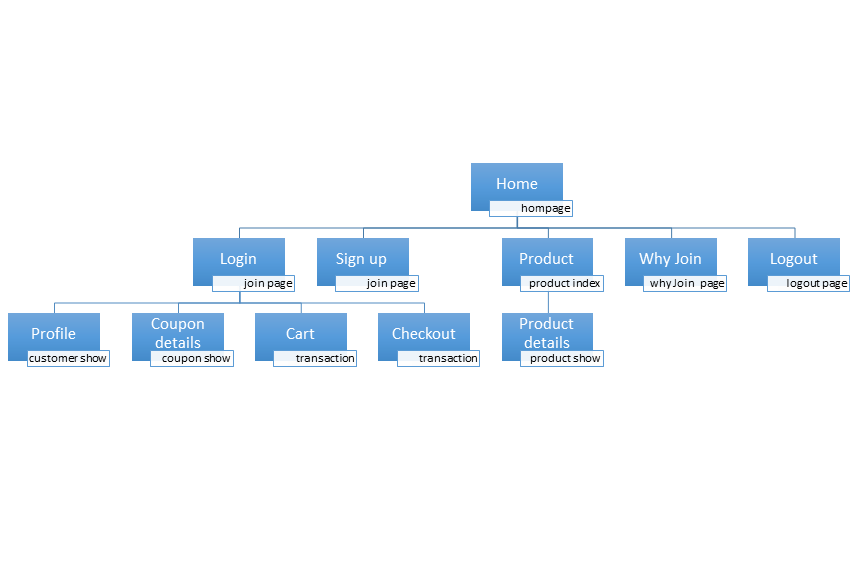 Home
hompage
Login
join page
Sign up
join page
Product
product index
Why Join
why Join page
Logout
logout page
Profile
customer show
Coupon
details
coupon show
Cart
transaction
Checkout
transaction
Product
details
product show